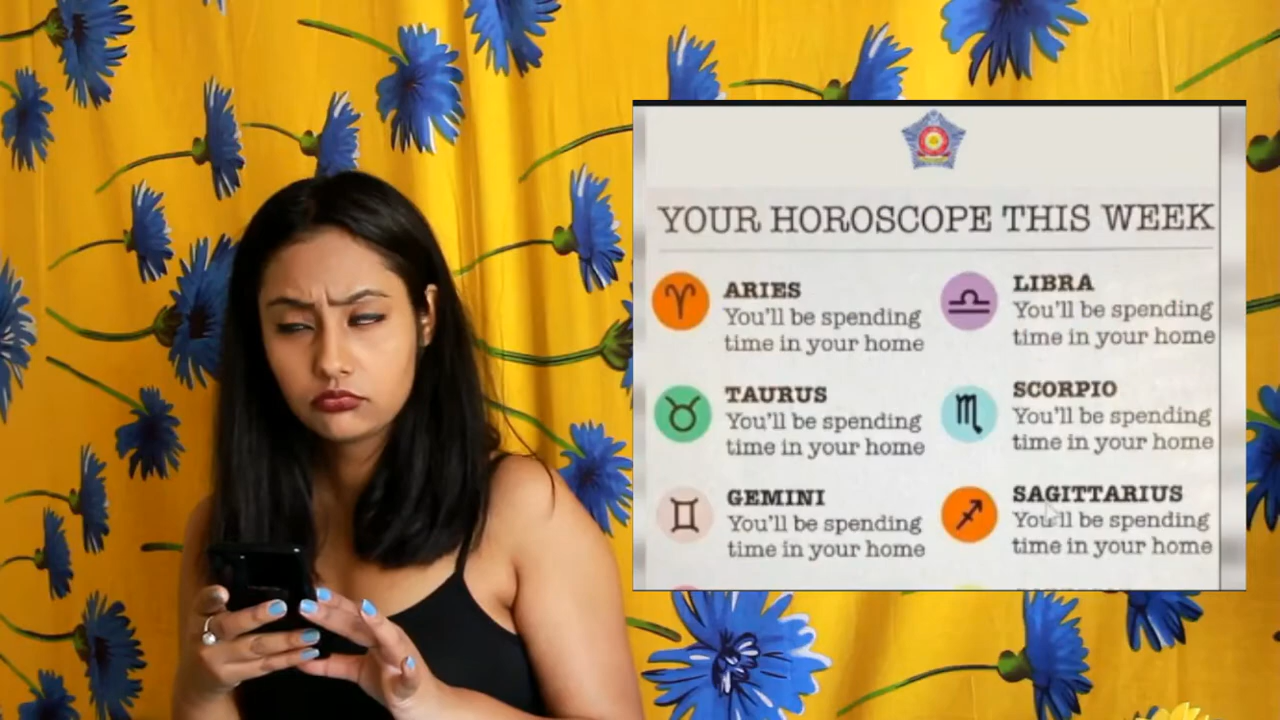 YOUR HOROSCOPE THIS WEEK
ARIES
You'll be spending
time in your home
TAURUS
You'll be spending
time in your home
GEMINI
You'll be spending
time in your home
LIBRA
You'll be spending
time in your home
SCORPIO
You'll be spending
time in your home
SAGITTARIUS
You'll be spending
time in your home